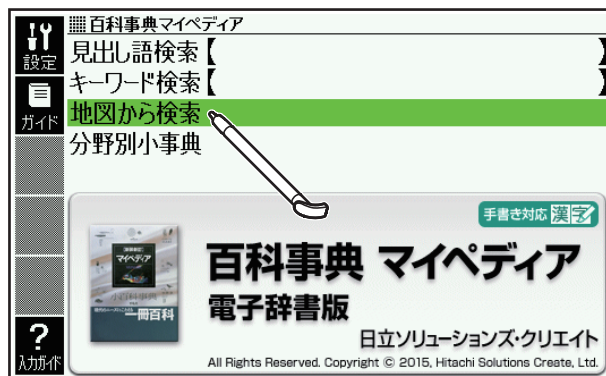 設定
ガイド
?
入力ガイド
百科事典マイペディア
見出し語検索【 】
キーワード検索【 】
地図から検索
分野別小事典
手書き対応 漢字
マイペディア
小百科事典
一冊百科
百科事典 マイペディア
電子辞書版
日立ソリューションズ・クリエイト
All Rights Reserved. Copyright © 2015, Hitachi Solutions Create, Ltd.